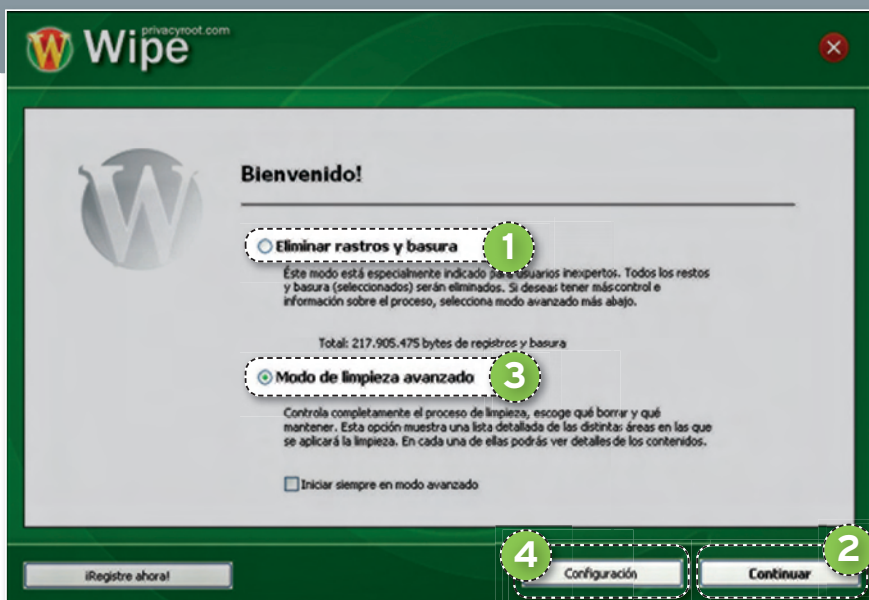 privacyroot.com
Wipe
Bienvenido!
Eliminar rastros y basura
1
Éste modo está especialmente indicado para usuarios inexpertos. Todos los restos
y basura (seleccionados) serán eliminados. Si deseas tener más control e
información sobre el proceso, selecciona modo avanzado más abajo.
Total: 217.905.475 bytes de registros y basura
Modo de limpieza avanzado
3
Controla completamente el proceso de limpieza, escoge qué borrar y qué
mantener. Esta opción muestra una lista detallada de las distintas áreas en las que
se aplicará la limpieza. En cada una de ellas podrás ver detalles de los contenidos.
Iniciar siempre en modo avanzado
¡Registre ahora!
4
Configuración
2
Continuar